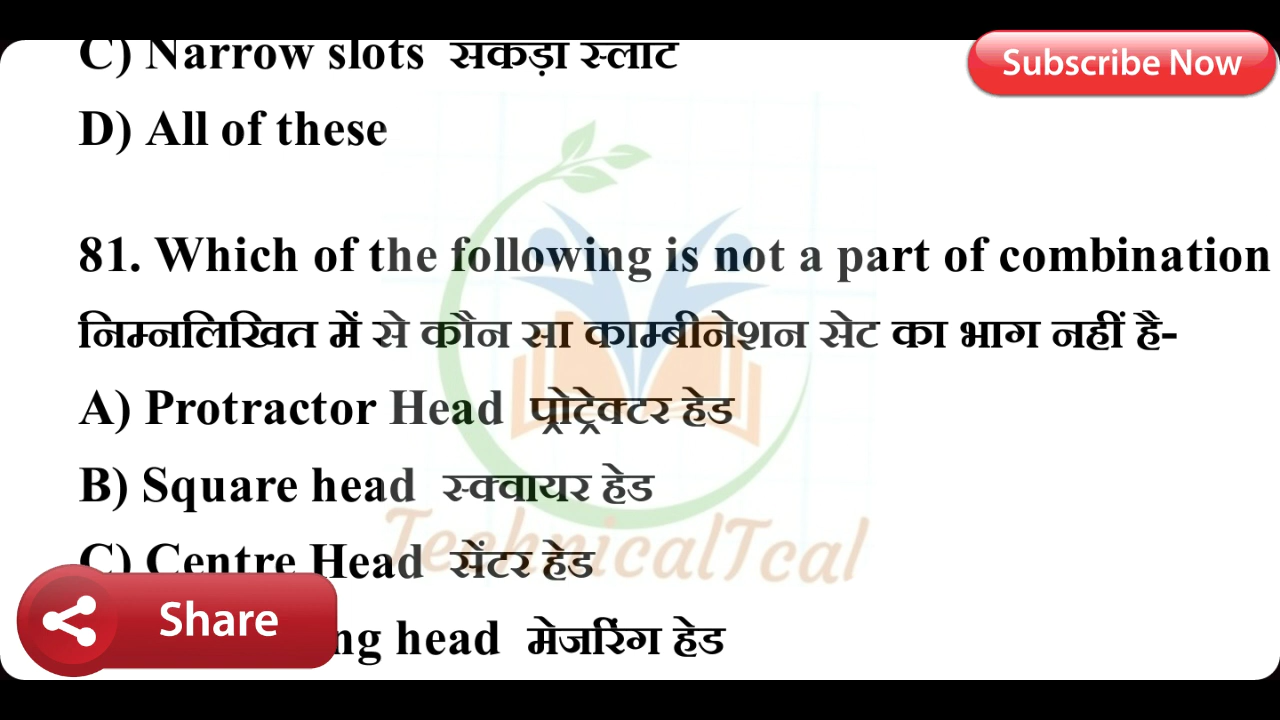 C) Narrow slots सकड़ा स्लाट
Subscribe Now
D) All of these
81. Which of the following is not a part of combination
निम्नलिखित में से कौन सा काम्बीनेशन सेट का भाग नहीं है-
A) Protractor Head प्रोट्रेक्टर हेड
B) Square head स्क्वायर हेड
C) Centre Head सेंटर हेड
TechnicalTcal
Share
head मेजरिंग हेड